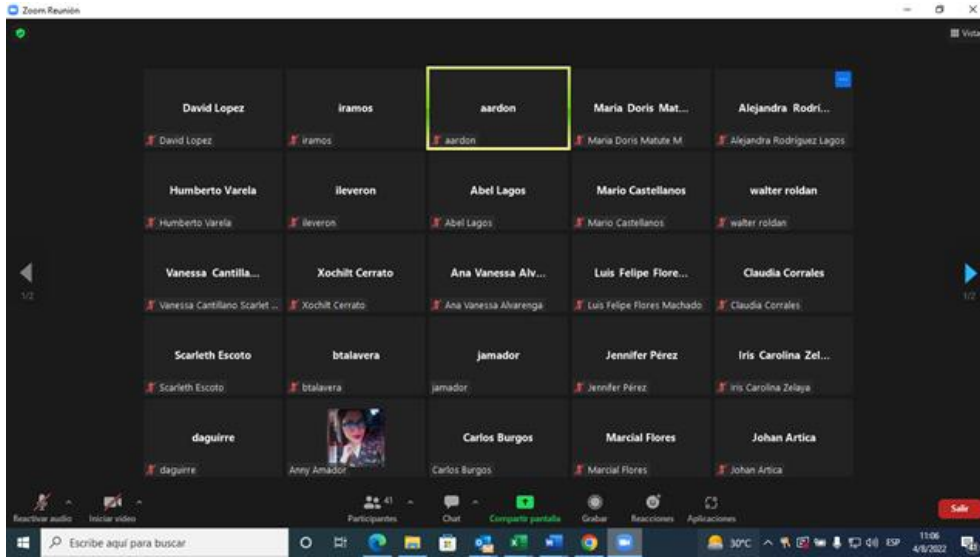 Zoom Reunión
Vista
David Lopez
David Lopez
iramos
iramos
aardon
aardon
Maria Doris Mat...
Maria Doris Matute M
Alejandra Rodrí...
Alejandra Rodríguez Lagos
Humberto Varela
Humberto Varela
ileveron
ileveron
Abel Lagos
Abel Lagos
Mario Castellanos
Mario Castellanos
walter roldan
walter roldan
Vanessa Cantilla...
Vanessa Cantillano Scarlet ...
Xochilt Cerrato
Xochilt Cerrato
Ana Vanessa Alv...
Ana Vanessa Alvarenga
Luis Felipe Flore...
Luis Felipe Flores Machado
Claudia Corrales
Claudia Corrales
1/2
1/2
Scarleth Escoto
Scarleth Escoto
btalavera
btalavera
jamador
jamador
Jennifer Pérez
Jennifer Pérez
Iris Carolina Zel...
Iris Carolina Zelaya
daguirre
daguirre
Anny Amador
Carlos Burgos
Carlos Burgos
Marcial Flores
Marcial Flores
Johan Artica
Johan Artica
Reactivar audio
Iniciar video
41
Participantes
Chat
Compartir pantalla
Grabar
Reacciones
Aplicaciones
Salir
Escribe aquí para buscar
30°C
ESP
11:06
4/8/2022